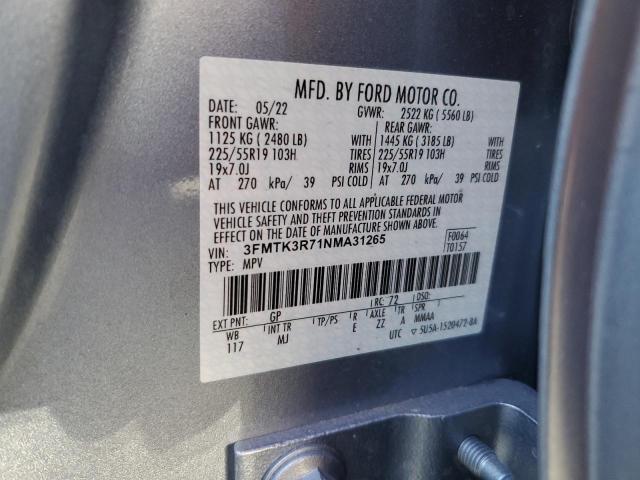 MFD. BY FORD MOTOR CO.
DATE: 05/22 GVWR: 2522 KG ( 5560 LB)
FRONT GAWR: REAR GAWR:
1125 KG ( 2480 LB) WITH 1445 KG ( 3185 LB) WITH
225/55R19 103H TIRES 225/55R19 103H TIRES
19x7.0J RIMS 19x7.0J RIMS
AT 270 kPa/ 39 PSI COLD AT 270 kPa/ 39 PSI COLD
THIS VEHICLE CONFORMS TO ALL APPLICABLE FEDERAL MOTOR
VEHICLE SAFETY AND THEFT PREVENTION STANDARDS IN
EFFECT ON THE DATE OF MANUFACTURE SHOWN ABOVE.
VIN: 3FMTK3R71NMA31265 F0064
TYPE: MPV T0157
EXT PNT: GP RC: 72 DSO:
WB INT TR TP/PS R AXLE TR SPR
117 MJ E ZZ A MMAA
UTC ▽ 5U5A-1520472-BA